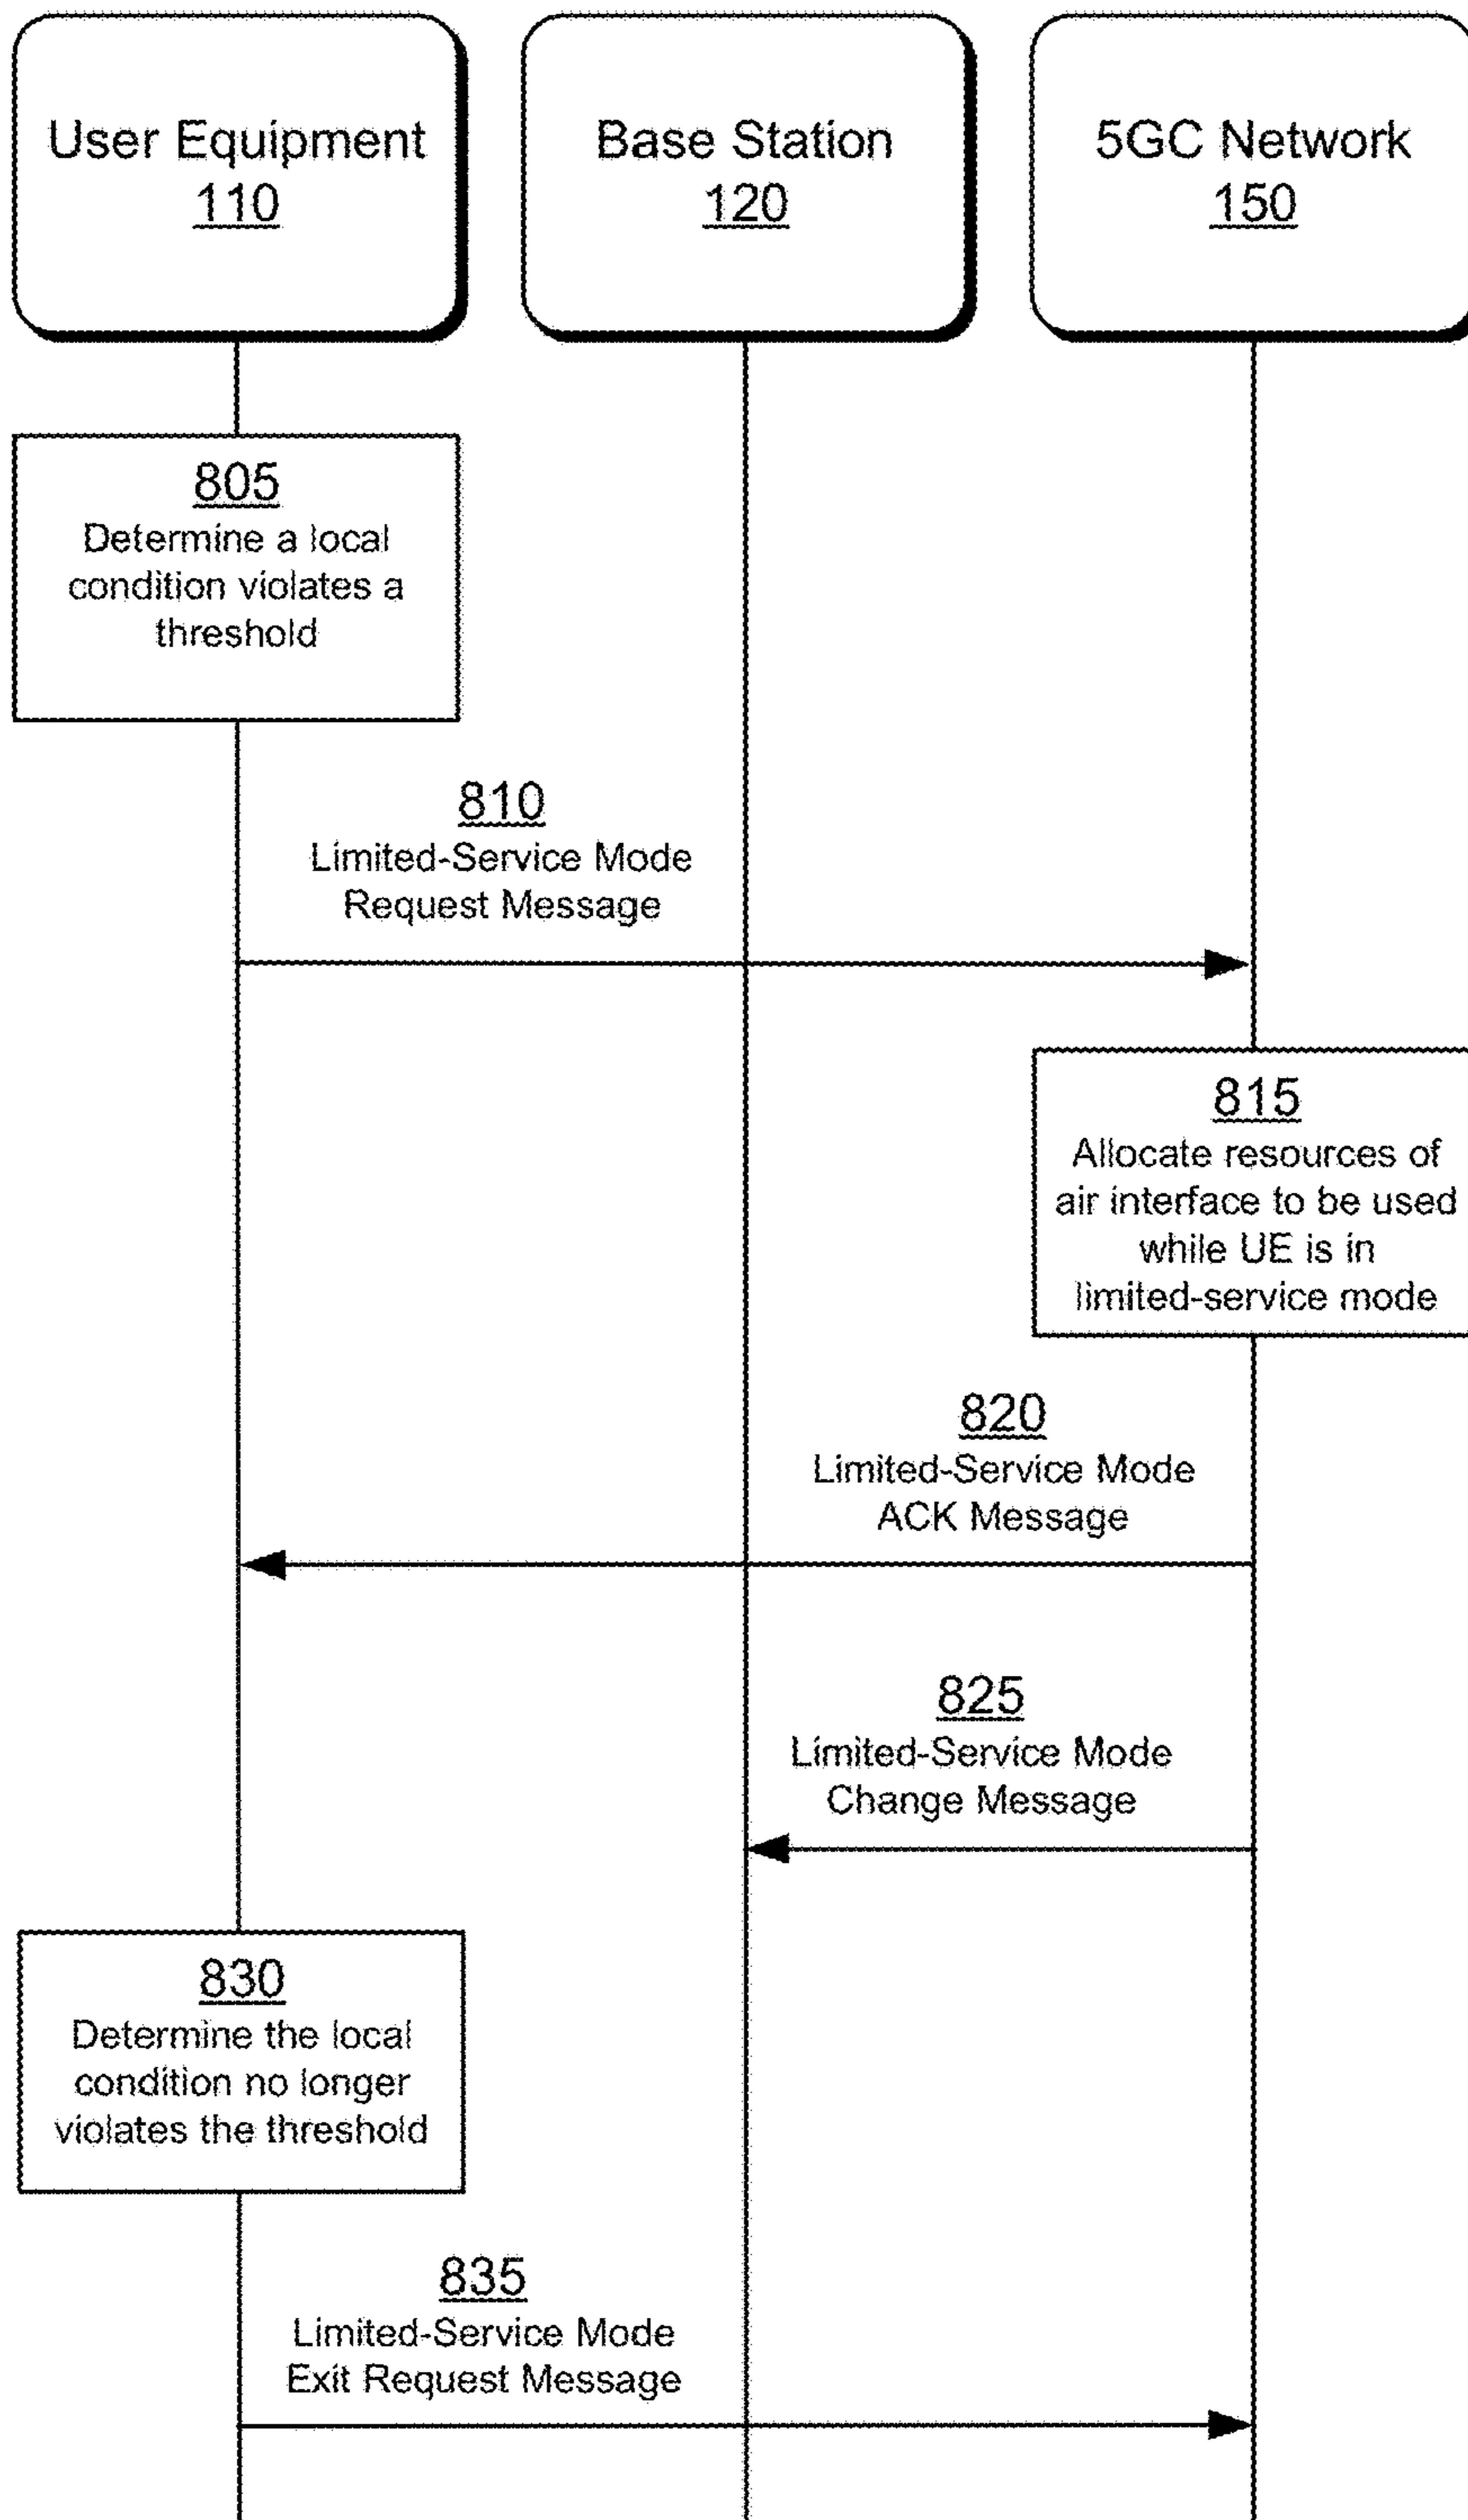 User Equipment
110
Base Station
120
5GC Network
150
805
Determine a local
condition violates a
threshold
810
Limited-Service Mode
Request Message
815
Allocate resources of
air interface to be used
while UE is in
limited-service mode
820
Limited-Service Mode
ACK Message
825
Limited-Service Mode
Change Message
830
Determine the local
condition no longer
violates the threshold
835
Limited-Service Mode
Exit Request Message